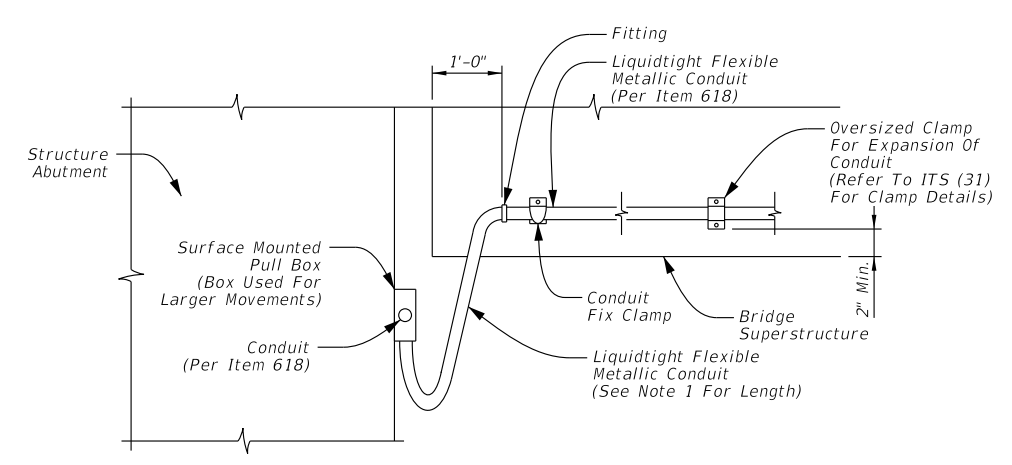 Fitting
1'-0"
Liquidtight Flexible
Metallic Conduit
(Per Item 618)
Oversized Clamp
For Expansion Of
Conduit
(Refer To ITS (31)
For Clamp Details)
Structure
Abutment
Surface Mounted
Pull Box
(Box Used For
Larger Movements)
2" Min.
Conduit
Fix Clamp
Bridge
Superstructure
Conduit
(Per Item 618)
Liquidtight Flexible
Metallic Conduit
(See Note 1 For Length)